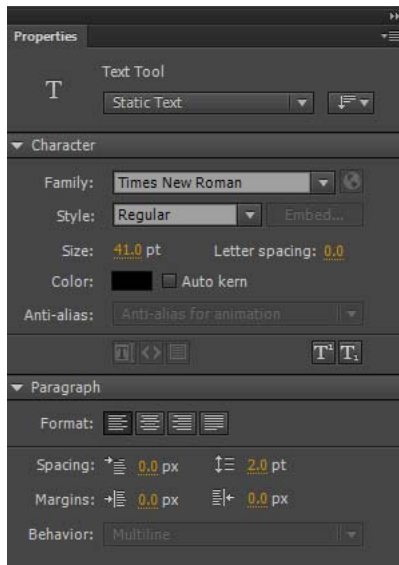 Properties
Text Tool
T
Static Text
Character
Family: Times New Roman
Style: Regular Embed...
Size: 41.0 pt Letter spacing: 0.0
Color: Auto kern
Anti-alias: Anti-alias for animation
T <> T¹ T₁
Paragraph
Format:
Spacing: 0.0 px 2.0 pt
Margins: 0.0 px 0.0 px
Behavior: Multiline